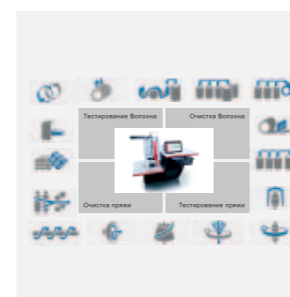 Тестирование Волокна
Очистка Волокна
Очистка пряжи
Тестирование пряжи